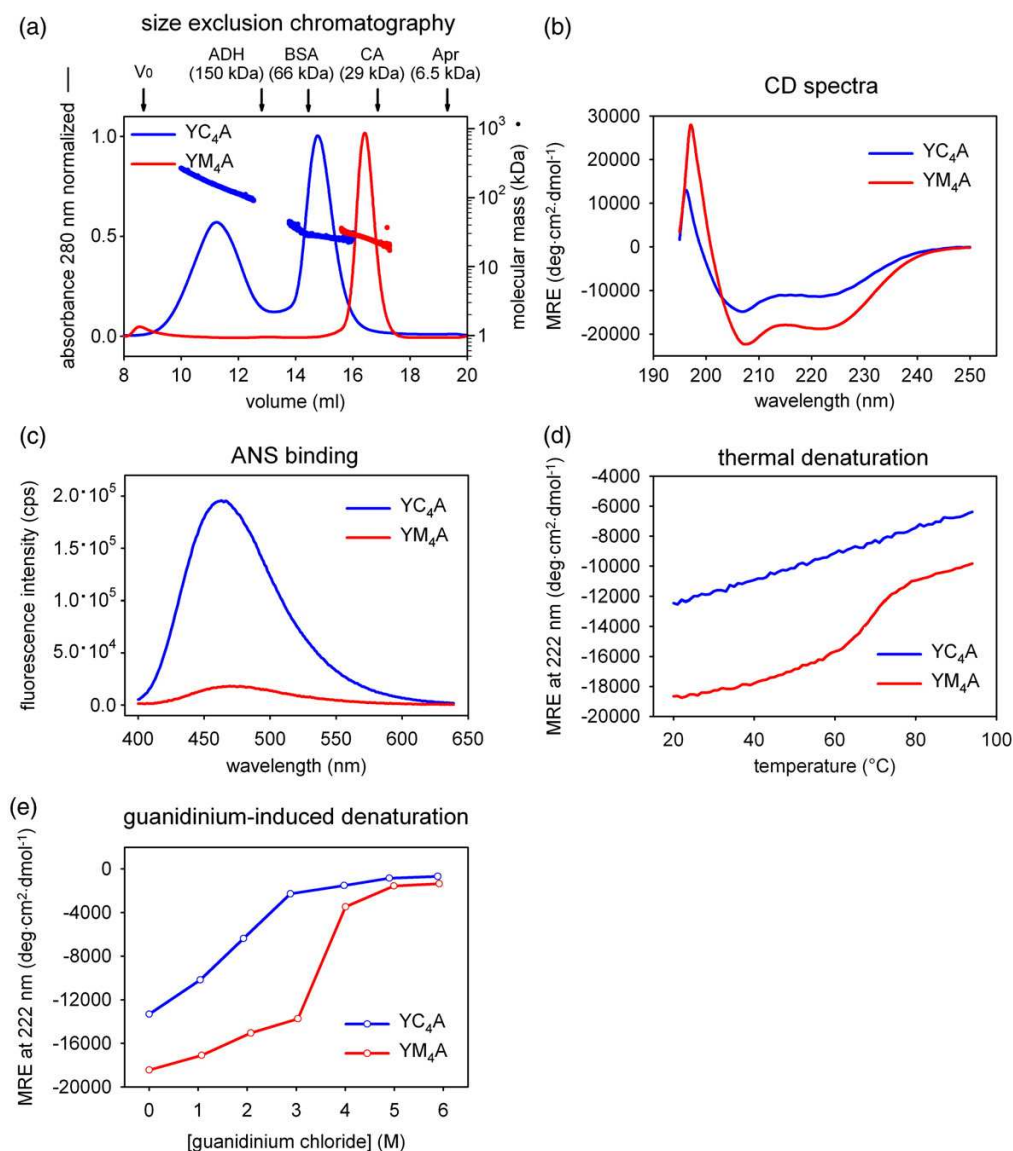 (a)
size exclusion chromatography
V₀
ADH
(150 kDa)
BSA
(66 kDa)
CA
(29 kDa)
Apr
(6.5 kDa)
absorbance 280 nm normalized —
1.0
0.5
0.0
YC₄A
YM₄A
10³
10²
10
1
molecular mass (kDa) •
8 10 12 14 16 18 20
volume (ml)
(b)
CD spectra
MRE (deg·cm²·dmol⁻¹)
30000
20000
10000
0
-10000
-20000
YC₄A
YM₄A
190 200 210 220 230 240 250
wavelength (nm)
(c)
ANS binding
fluorescence intensity (cps)
2.0·10⁵
1.5·10⁵
1.0·10⁵
5.0·10⁴
0.0
YC₄A
YM₄A
400 450 500 550 600 650
wavelength (nm)
(d)
thermal denaturation
MRE at 222 nm (deg·cm²·dmol⁻¹)
-4000
-6000
-8000
-10000
-12000
-14000
-16000
-18000
-20000
YC₄A
YM₄A
20 40 60 80 100
temperature (°C)
(e)
guanidinium-induced denaturation
MRE at 222 nm (deg·cm²·dmol⁻¹)
0
-4000
-8000
-12000
-16000
-20000
YC₄A
YM₄A
0 1 2 3 4 5 6
[guanidinium chloride] (M)